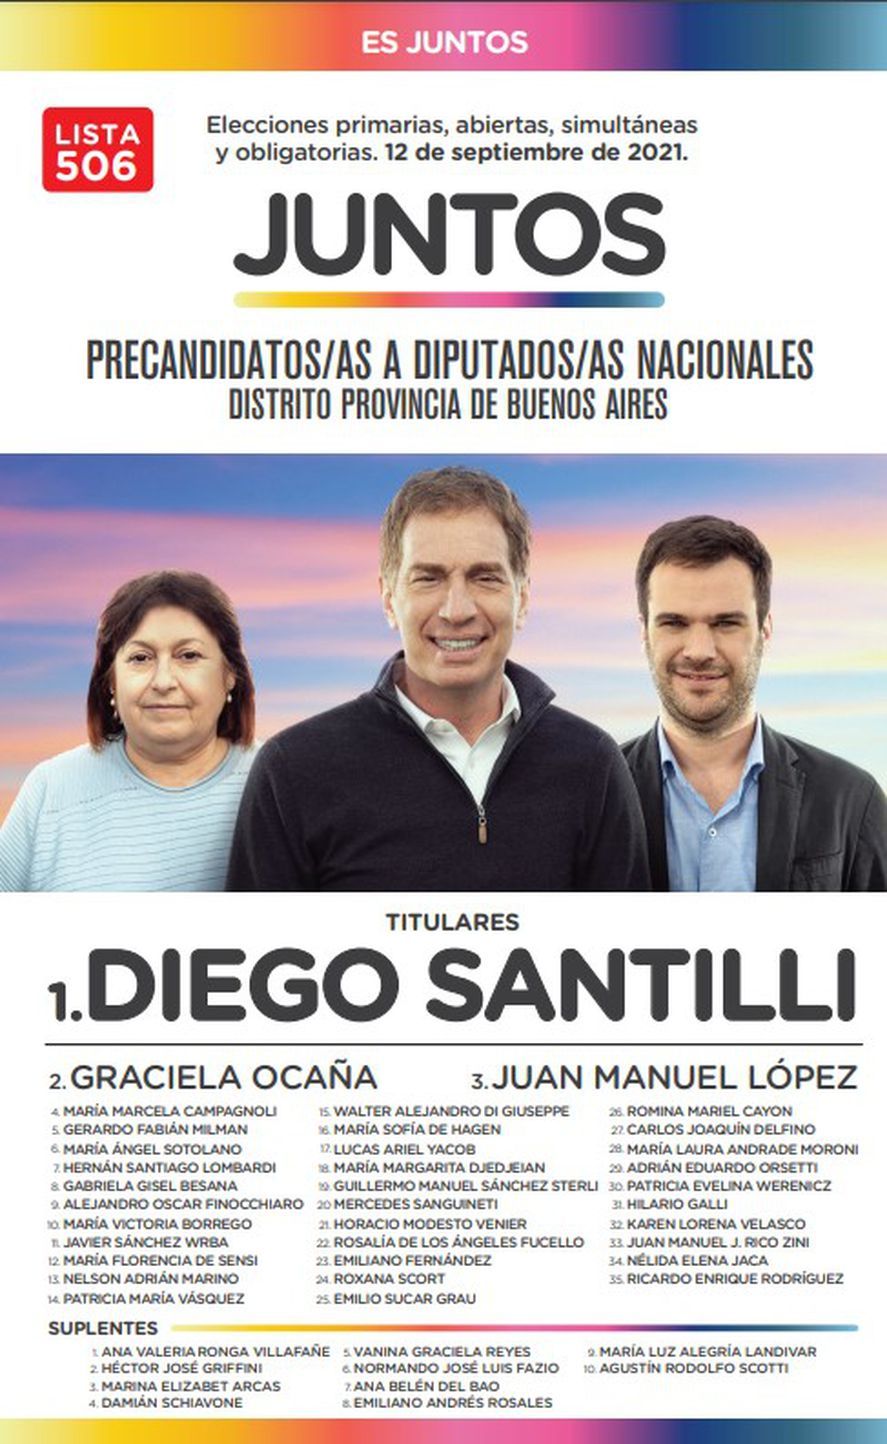 ES JUNTOS
LISTA
506
Elecciones primarias, abiertas, simultáneas
y obligatorias. 12 de septiembre de 2021.
JUNTOS
PRECANDIDATOS/AS A DIPUTADOS/AS NACIONALES
DISTRITO PROVINCIA DE BUENOS AIRES
TITULARES
1. DIEGO SANTILLI
2. GRACIELA OCAÑA
3. JUAN MANUEL LÓPEZ
4. MARÍA MARCELA CAMPAGNOLI
5. GERARDO FABIÁN MILMAN
6. MARÍA ÁNGEL SOTOLANO
7. HERNÁN SANTIAGO LOMBARDI
8. GABRIELA GISEL BESANA
9. ALEJANDRO OSCAR FINOCCHIARO
10. MARÍA VICTORIA BORREGO
11. JAVIER SÁNCHEZ WRBA
12. MARÍA FLORENCIA DE SENSI
13. NELSON ADRIÁN MARINO
14. PATRICIA MARÍA VÁSQUEZ
15. WALTER ALEJANDRO DI GIUSEPPE
16. MARÍA SOFÍA DE HAGEN
17. LUCAS ARIEL YACOB
18. MARÍA MARGARITA DJEDJEIAN
19. GUILLERMO MANUEL SÁNCHEZ STERLI
20 MERCEDES SANGUINETI
21. HORACIO MODESTO VENIER
22. ROSALÍA DE LOS ÁNGELES FUCELLO
23. EMILIANO FERNÁNDEZ
24. ROXANA SCORT
25. EMILIO SUCAR GRAU
26. ROMINA MARIEL CAYON
27. CARLOS JOAQUÍN DELFINO
28. MARÍA LAURA ANDRADE MORONI
29. ADRIÁN EDUARDO ORSETTI
30. PATRICIA EVELINA WERENICZ
31. HILARIO GALLI
32. KAREN LORENA VELASCO
33. JUAN MANUEL J. RICO ZINI
34. NÉLIDA ELENA JACA
35. RICARDO ENRIQUE RODRÍGUEZ
SUPLENTES
1. ANA VALERIA RONGA VILLAFAÑE
2. HÉCTOR JOSÉ GRIFFINI
3. MARINA ELIZABET ARCAS
4. DAMIÁN SCHIAVONE
5. VANINA GRACIELA REYES
6. NORMANDO JOSÉ LUIS FAZIO
7. ANA BELÉN DEL BAO
8. EMILIANO ANDRÉS ROSALES
9. MARÍA LUZ ALEGRÍA LANDIVAR
10. AGUSTÍN RODOLFO SCOTTI